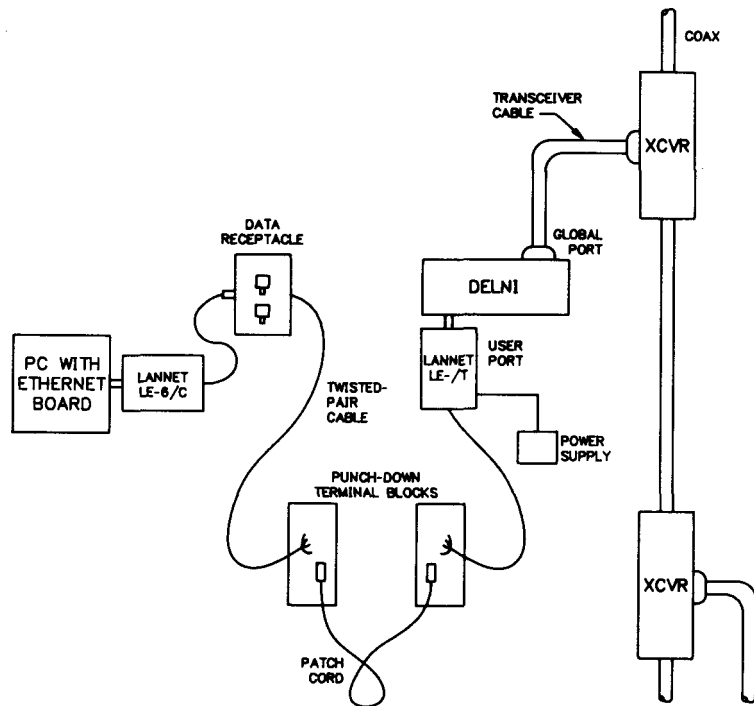 COAX
TRANSCEIVER
CABLE
XCVR
DATA
RECEPTACLE
GLOBAL
PORT
DELNI
PC WITH
ETHERNET
BOARD
LANNET
LE-6/C
LANNET
LE-/T
USER
PORT
TWISTED-
PAIR
CABLE
POWER
SUPPLY
PUNCH-DOWN
TERMINAL BLOCKS
XCVR
PATCH
CORD